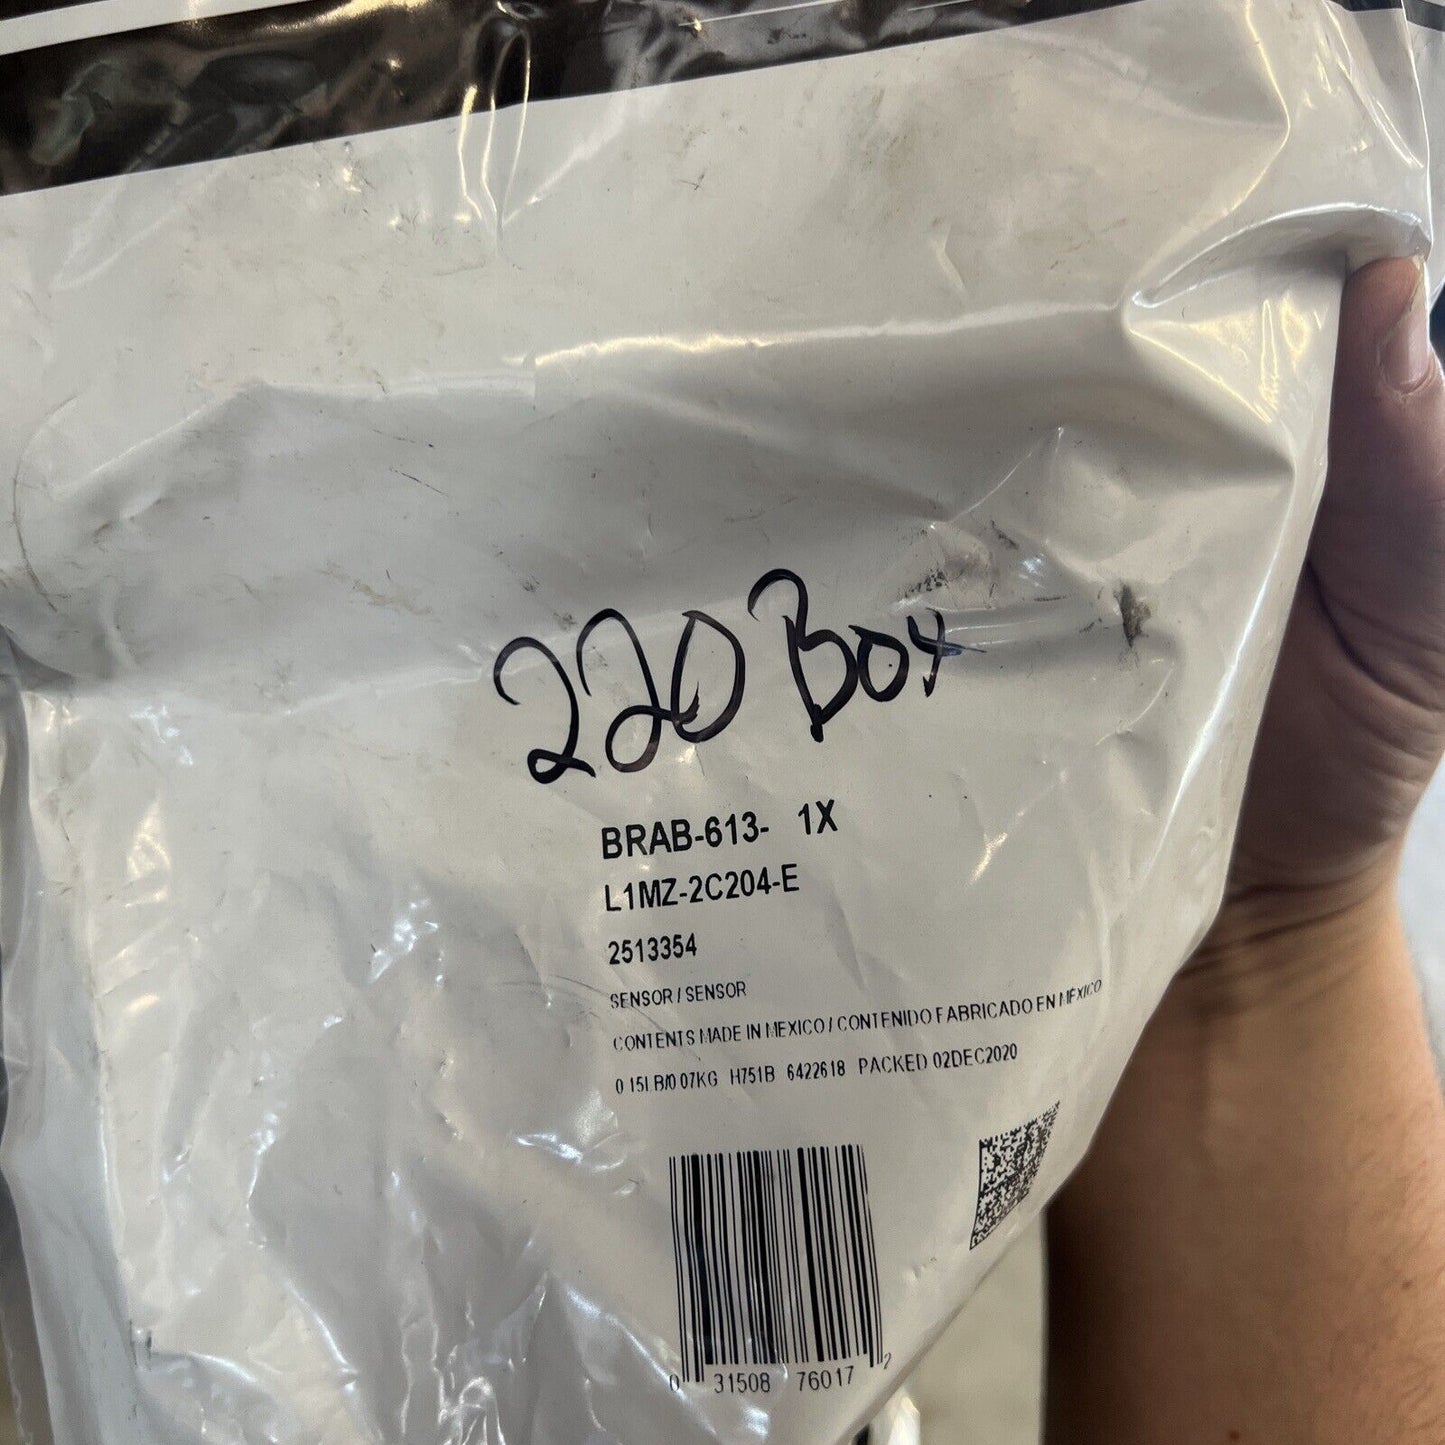 220 Box
BRAB-613- 1X
L1MZ-2C204-E
2513354
SENSOR / SENSOR
CONTENTS MADE IN MEXICO / CONTENIDO FABRICADO EN MÉXICO
0 15LB/0 07KG H751B 6422618 PACKED 02DEC2020
0 31508 76017 2